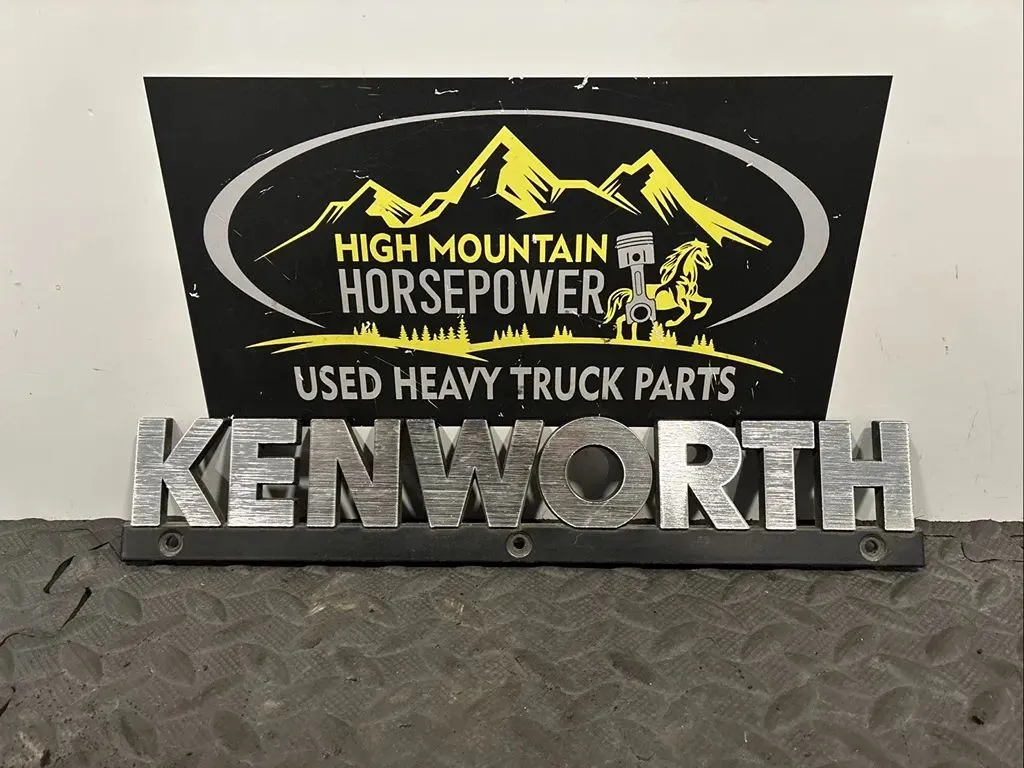 HIGH MOUNTAIN
HORSEPOWER
USED HEAVY TRUCK PARTS
KENWORTH